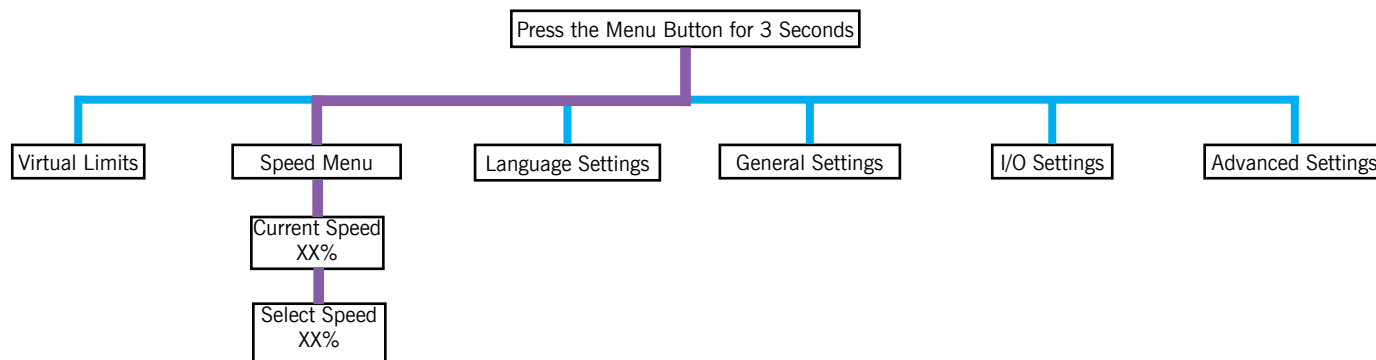 Press the Menu Button for 3 Seconds
Virtual Limits
Speed Menu
Language Settings
General Settings
I/O Settings
Advanced Settings
Current Speed
XX%
Select Speed
XX%